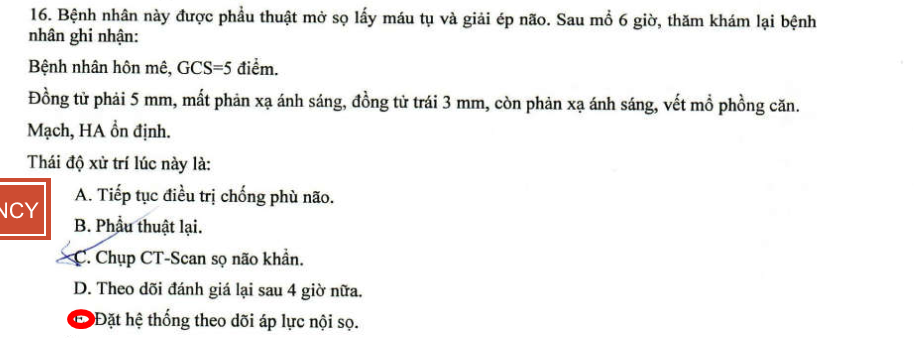 16. Bệnh nhân này được phẫu thuật mở sọ lấy máu tụ và giải ép não. Sau mổ 6 giờ, thăm khám lại bệnh
nhân ghi nhận:
Bệnh nhân hôn mê, GCS=5 điểm.
Đồng tử phải 5 mm, mất phản xạ ánh sáng, đồng tử trái 3 mm, còn phản xạ ánh sáng, vết mổ phồng căn.
Mạch, HA ổn định.
Thái độ xử trí lúc này là:
A. Tiếp tục điều trị chống phù não.
NCY
B. Phẫu thuật lại.
C. Chụp CT-Scan sọ não khẩn.
D. Theo dõi đánh giá lại sau 4 giờ nữa.
Đặt hệ thống theo dõi áp lực nội sọ.